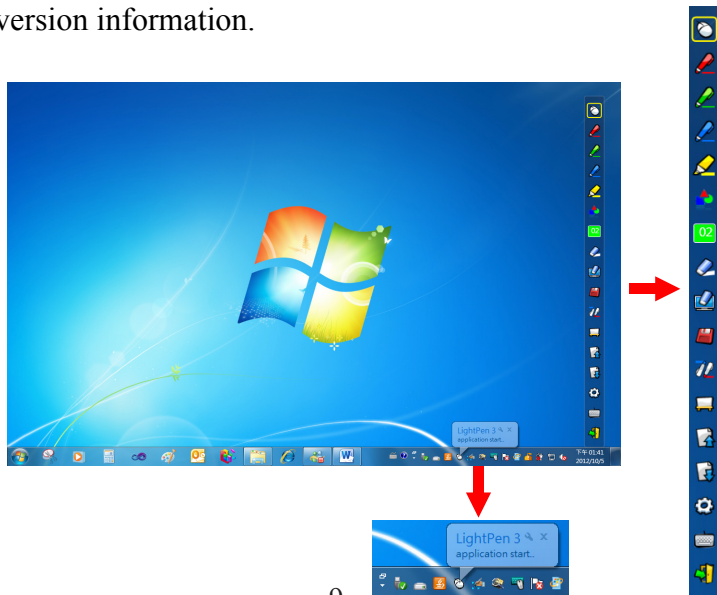 version information.
02
02
LightPen 3
application start..
下午 01:41
2012/10/5
LightPen 3
application start..
9